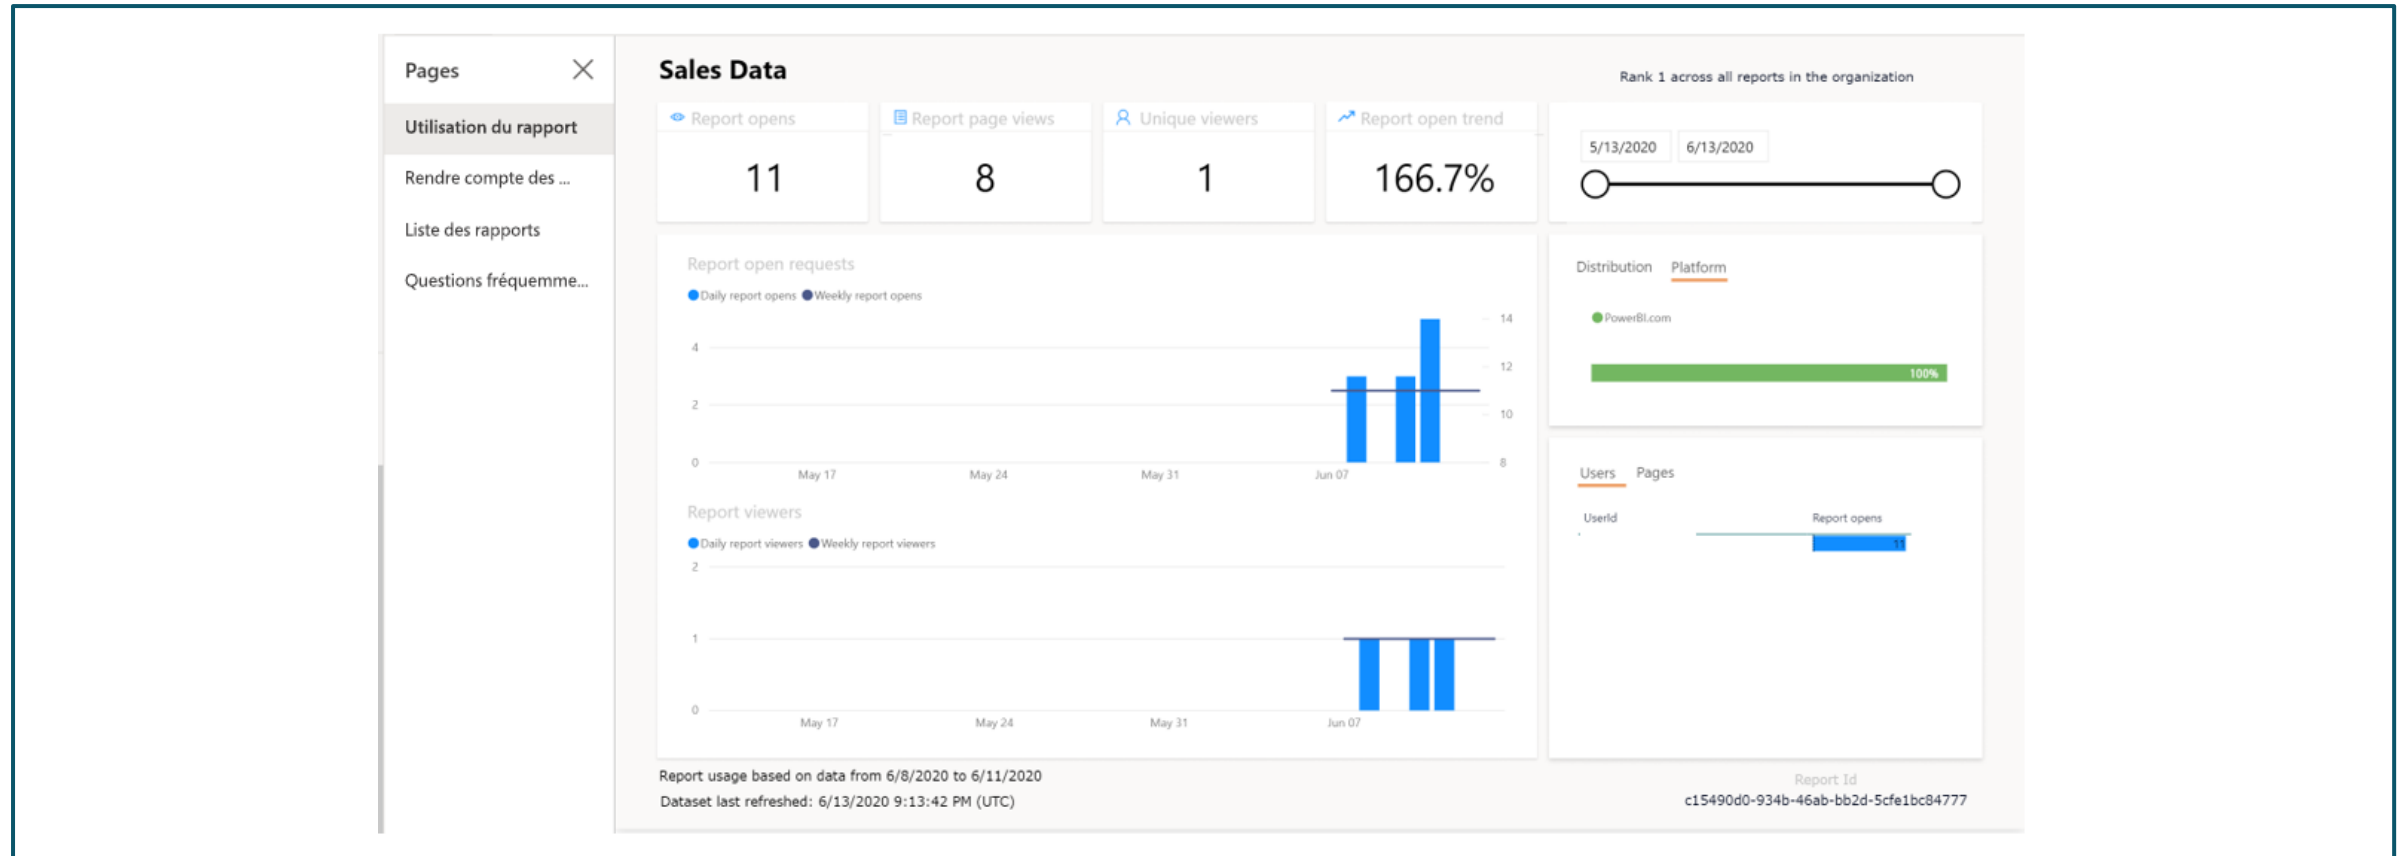 Pages
Utilisation du rapport
Rendre compte des ...
Liste des rapports
Questions fréquemme...
Sales Data
Rank 1 across all reports in the organization
Report opens
11
Report page views
8
Unique viewers
1
Report open trend
166.7%
5/13/2020 6/13/2020
Report open requests
Daily report opens Weekly report opens
4
2
0
14
12
10
8
May 17 May 24 May 31 Jun 07
Report viewers
Daily report viewers Weekly report viewers
2
1
0
May 17 May 24 May 31 Jun 07
Distribution Platform
PowerBI.com
100%
Users Pages
UserId Report opens
11
Report usage based on data from 6/8/2020 to 6/11/2020
Dataset last refreshed: 6/13/2020 9:13:42 PM (UTC)
Report Id
c15490d0-934b-46ab-bb2d-5cfe1bc84777